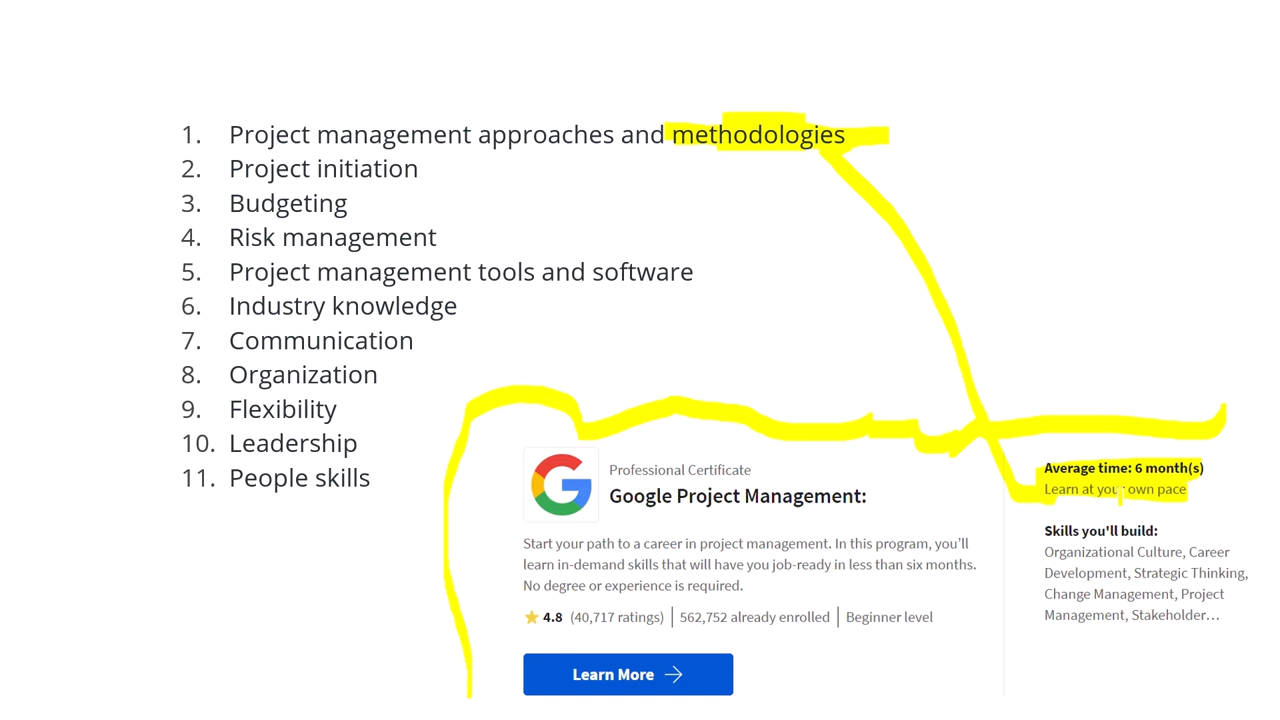 1. Project management approaches and methodologies
2. Project initiation
3. Budgeting
4. Risk management
5. Project management tools and software
6. Industry knowledge
7. Communication
8. Organization
9. Flexibility
10. Leadership
11. People skills
Professional Certificate
Google Project Management:
Start your path to a career in project management. In this program, you'll
learn in-demand skills that will have you job-ready in less than six months.
No degree or experience is required.
4.8 (40,717 ratings) | 562,752 already enrolled | Beginner level
Learn More →
Average time: 6 month(s)
Learn at your own pace
Skills you'll build:
Organizational Culture, Career
Development, Strategic Thinking,
Change Management, Project
Management, Stakeholder…